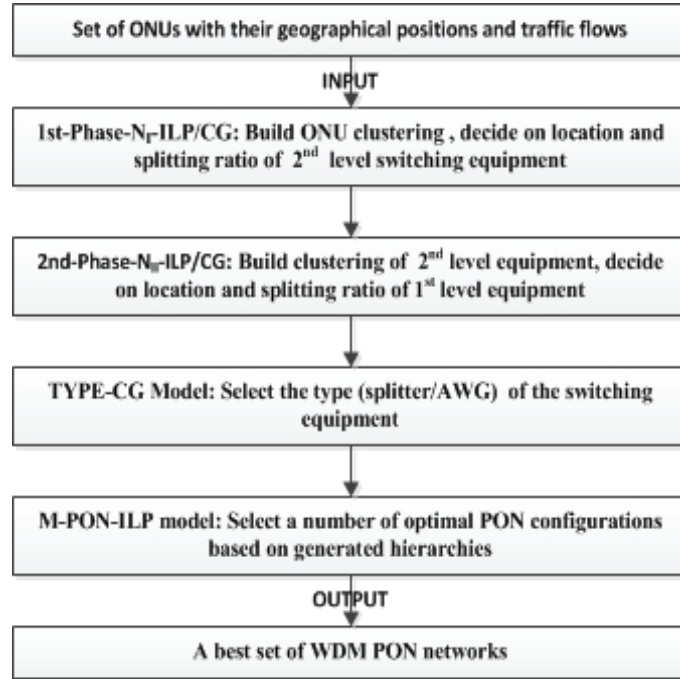 Set of ONUs with their geographical positions and traffic flows
INPUT
1st-Phase-N_I-ILP/CG: Build ONU clustering , decide on location and
splitting ratio of 2nd level switching equipment
2nd-Phase-N_II-ILP/CG: Build clustering of 2nd level equipment, decide
on location and splitting ratio of 1st level equipment
TYPE-CG Model: Select the type (splitter/AWG) of the switching
equipment
M-PON-ILP model: Select a number of optimal PON configurations
based on generated hierarchies
OUTPUT
A best set of WDM PON networks